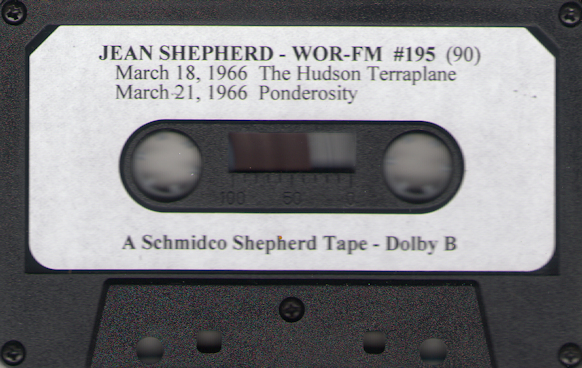 JEAN SHEPHERD - WOR-FM #195 (90)
March 18, 1966 The Hudson Terraplane
March 21, 1966 Ponderosity
100 50
A Schmidco Shepherd Tape - Dolby B